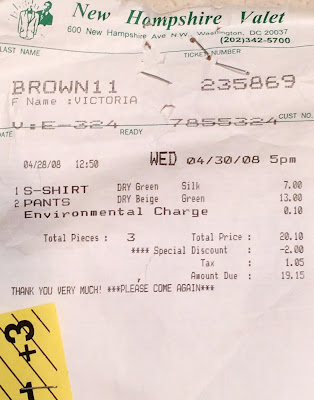 New Hampshire Valet
600 New Hampshire Ave N.W. Washington, DC 20037
(202)342-5700
LAST NAME TICKET NUMBER
BROWN11 235869
F Name :VICTORIA
V:E-324 7855324 CUST NO.
DATE READY
04/28/08 12:50 WED 04/30/08 5pm
1 S-SHIRT DRY Green Silk 7.00
2 PANTS DRY Beige Green 13.00
Environmental Charge 0.10
Total Pieces: 3 Total Price : 20.10
**** Special Discount : -2.00
Tax : 1.05
Amount Due : 19.15
THANK YOU VERY MUCH! ***PLEASE COME AGAIN***
+3